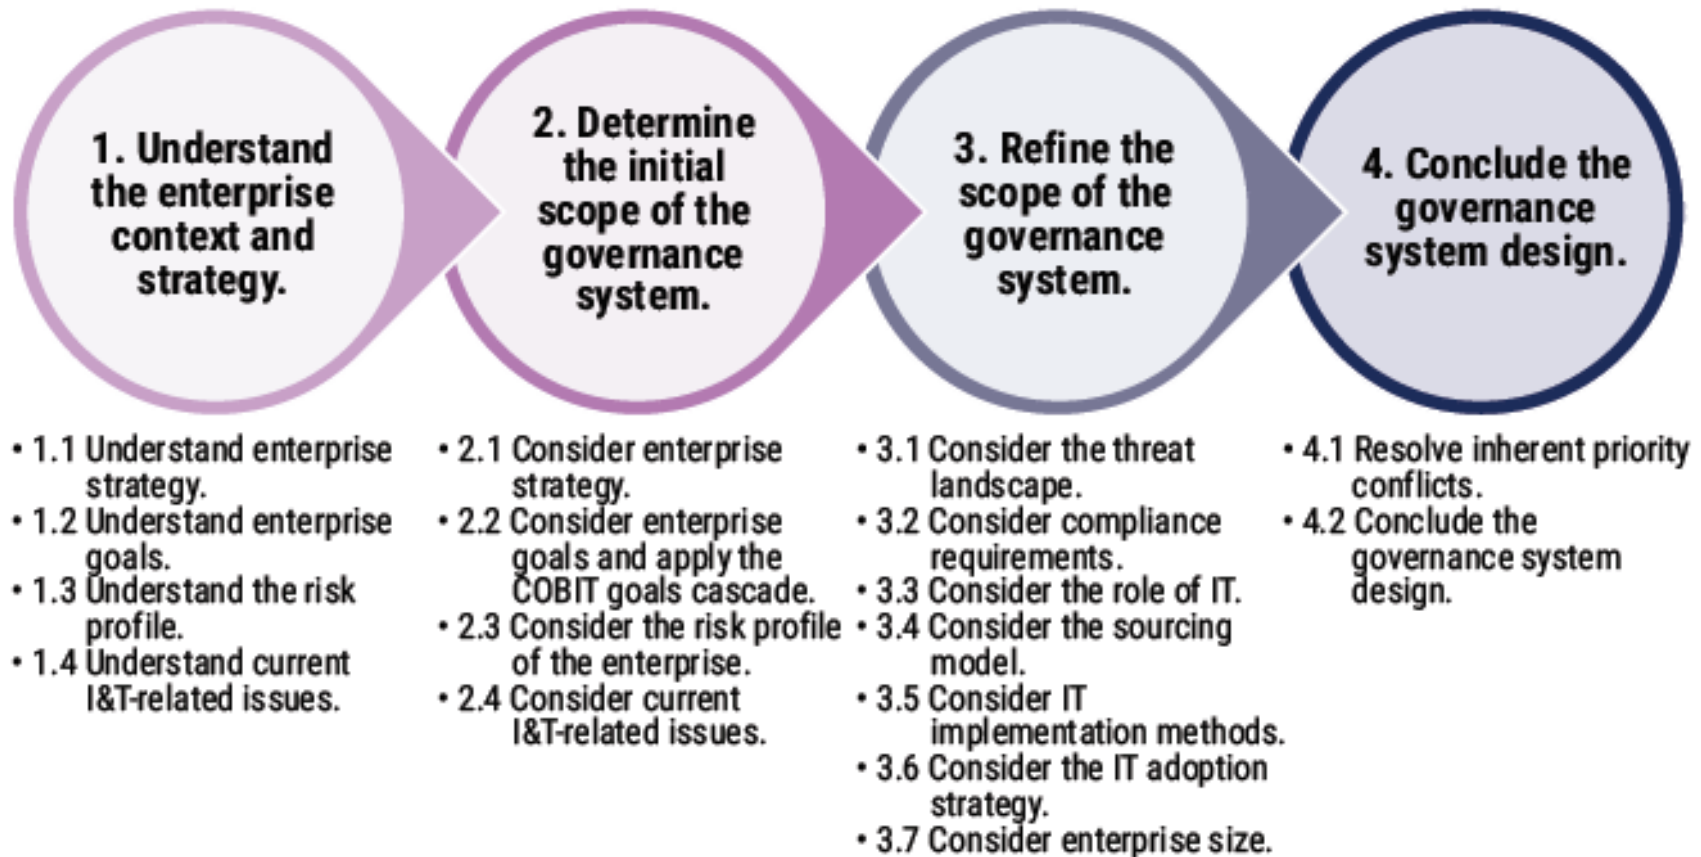 1. Understand
the enterprise
context and
strategy.
2. Determine
the initial
scope of the
governance
system.
3. Refine the
scope of the
governance
system.
4. Conclude the
governance
system design.
• 1.1 Understand enterprise
strategy.
• 1.2 Understand enterprise
goals.
• 1.3 Understand the risk
profile.
• 1.4 Understand current
I&T-related issues.
• 2.1 Consider enterprise
strategy.
• 2.2 Consider enterprise
goals and apply the
COBIT goals cascade.
• 2.3 Consider the risk profile
of the enterprise.
• 2.4 Consider current
I&T-related issues.
• 3.1 Consider the threat
landscape.
• 3.2 Consider compliance
requirements.
• 3.3 Consider the role of IT.
• 3.4 Consider the sourcing
model.
• 3.5 Consider IT
implementation methods.
• 3.6 Consider the IT adoption
strategy.
• 3.7 Consider enterprise size.
• 4.1 Resolve inherent priority
conflicts.
• 4.2 Conclude the
governance system
design.